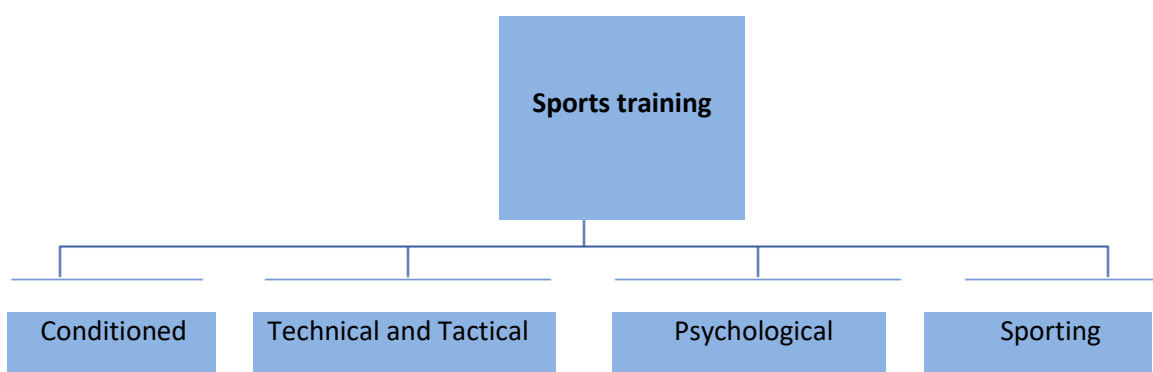 Sports training
Conditioned
Technical and Tactical
Psychological
Sporting